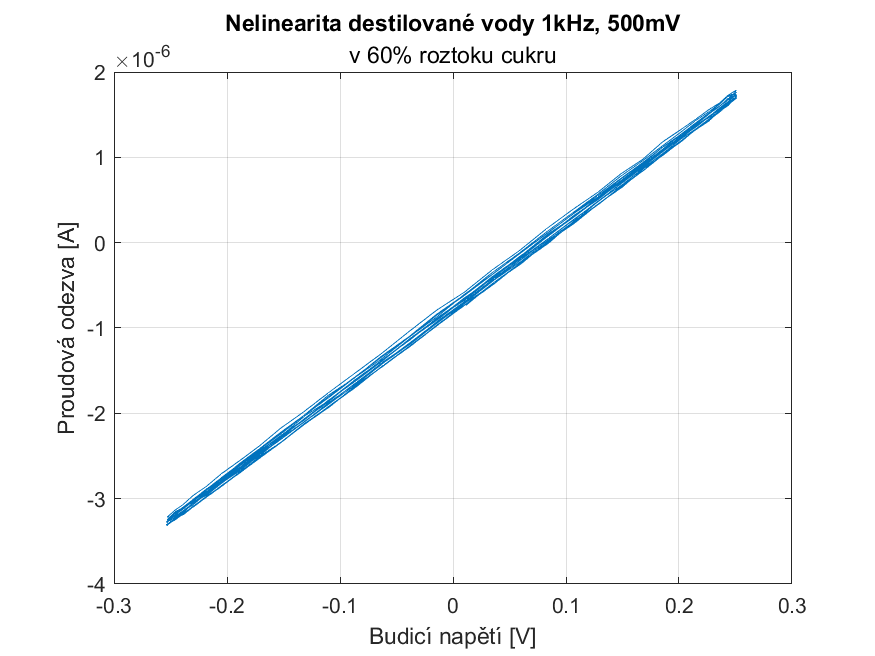 Nelinearita destilované vody 1kHz, 500mV
v 60% roztoku cukru
×10-6
2
1
0
-1
-2
-3
-4
Proudová odezva [A]
-0.3 -0.2 -0.1 0 0.1 0.2 0.3
Budicí napětí [V]